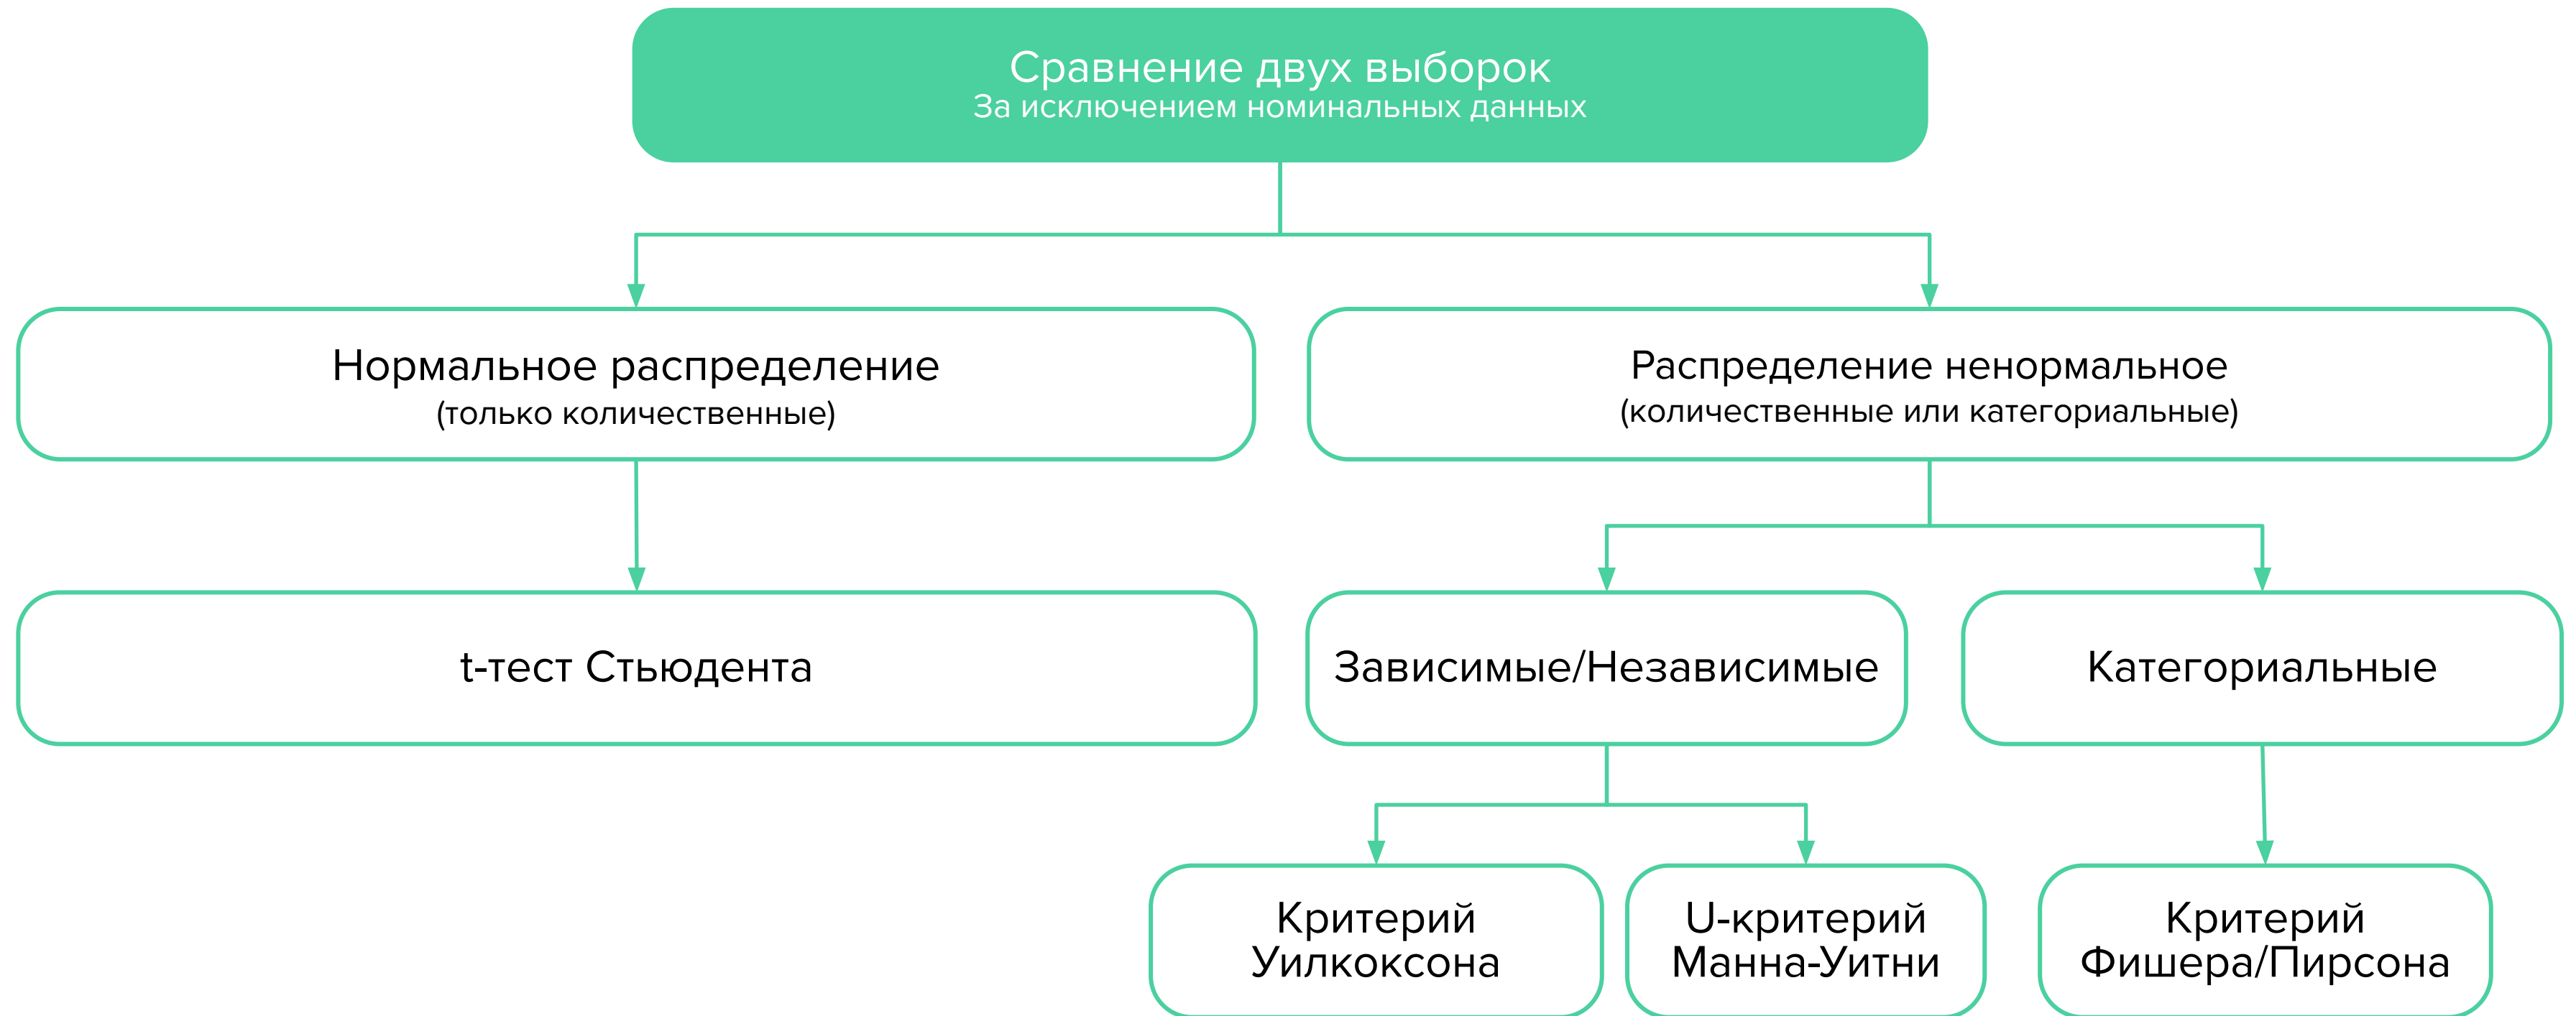 Сравнение двух выборок
За исключением номинальных данных
Нормальное распределение
(только количественные)
Распределение ненормальное
(количественные или категориальные)
t-тест Стьюдента
Зависимые/Независимые
Категориальные
Критерий
Уилкоксона
U-критерий
Манна-Уитни
Критерий
Фишера/Пирсона